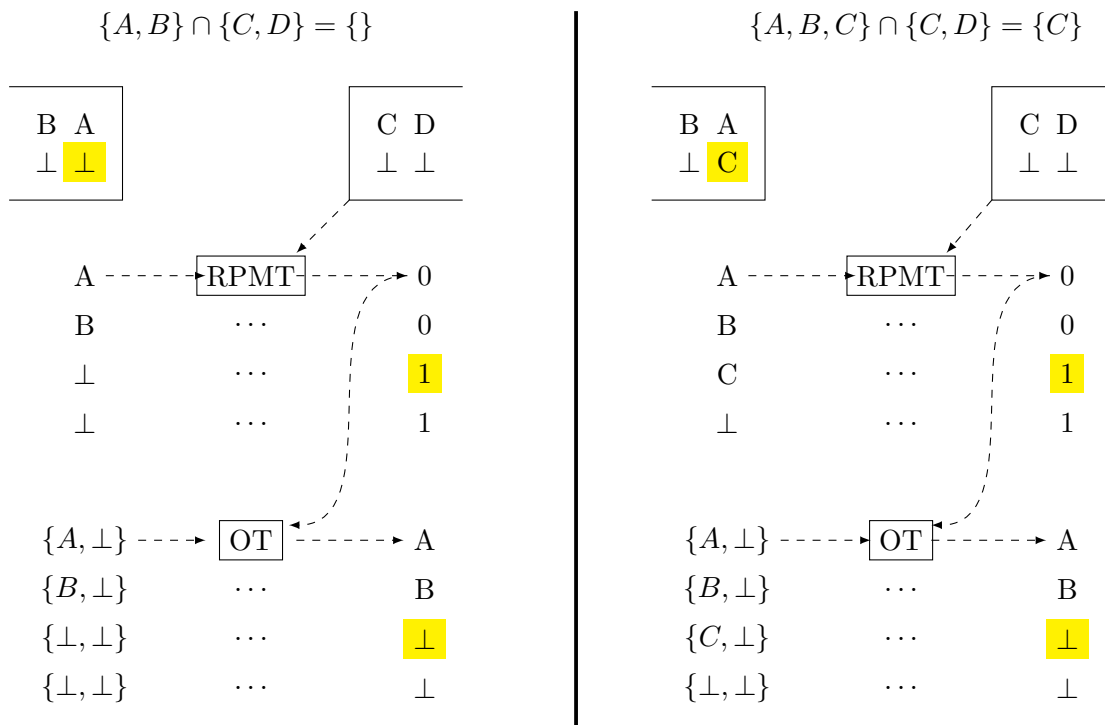 {A, B} ∩ {C, D} = {}
B A
⊥ ⊥
C D
⊥ ⊥
A RPMT 0
B ··· 0
⊥ ··· 1
⊥ ··· 1
{A, ⊥} OT A
{B, ⊥} ··· B
{⊥, ⊥} ··· ⊥
{⊥, ⊥} ··· ⊥
{A, B, C} ∩ {C, D} = {C}
B A
⊥ C
C D
⊥ ⊥
A RPMT 0
B ··· 0
C ··· 1
⊥ ··· 1
{A, ⊥} OT A
{B, ⊥} ··· B
{C, ⊥} ··· ⊥
{⊥, ⊥} ··· ⊥